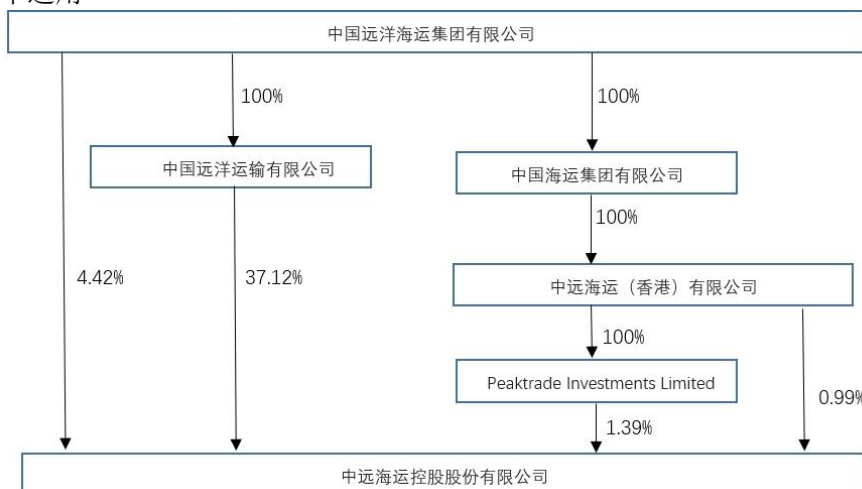 中国远洋海运集团有限公司
100%
100%
中国远洋运输有限公司
中国海运集团有限公司
100%
4.42%
37.12%
中远海运（香港）有限公司
100%
Peaktrade Investments Limited
0.99%
1.39%
中远海运控股股份有限公司